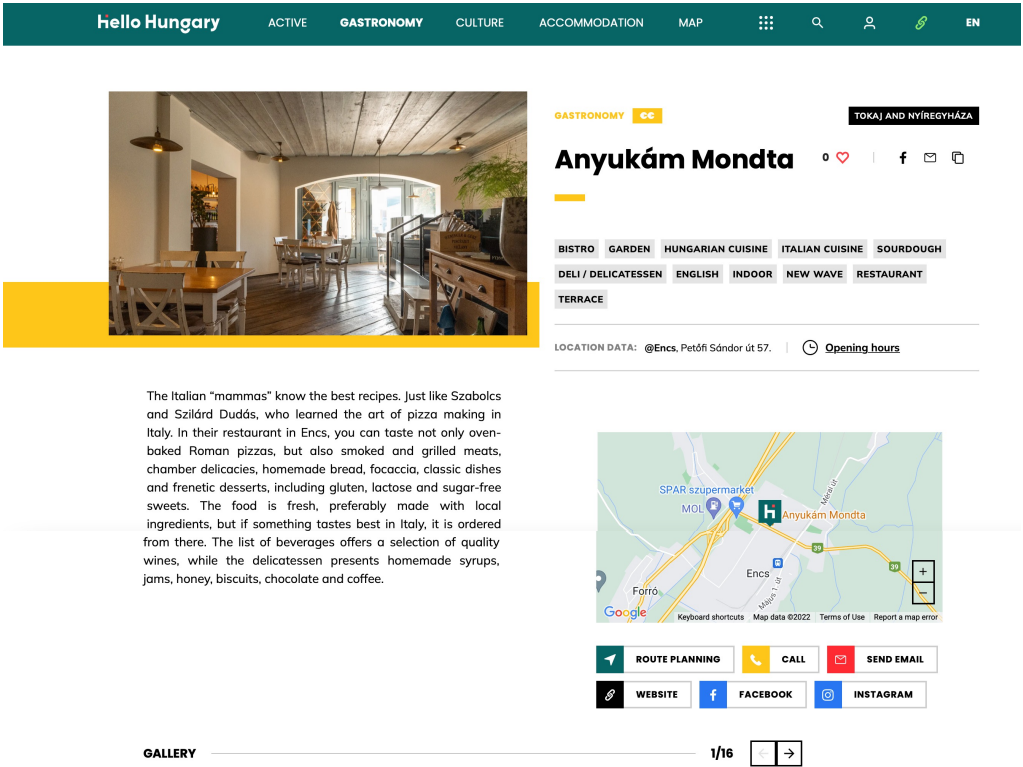 Hello Hungary
ACTIVE
GASTRONOMY
CULTURE
ACCOMMODATION
MAP
EN
GASTRONOMY
€€
TOKAJ AND NYÍREGYHÁZA
Anyukám Mondta
0
BISTRO GARDEN HUNGARIAN CUISINE ITALIAN CUISINE SOURDOUGH
DELI / DELICATESSEN ENGLISH INDOOR NEW WAVE RESTAURANT
TERRACE
LOCATION DATA: @Encs, Petőfi Sándor út 57.
Opening hours
The Italian “mammas” know the best recipes. Just like Szabolcs
and Szilárd Dudás, who learned the art of pizza making in
Italy. In their restaurant in Encs, you can taste not only oven-
baked Roman pizzas, but also smoked and grilled meats,
chamber delicacies, homemade bread, focaccia, classic dishes
and frenetic desserts, including gluten, lactose and sugar-free
sweets. The food is fresh, preferably made with local
ingredients, but if something tastes best in Italy, it is ordered
from there. The list of beverages offers a selection of quality
wines, while the delicatessen presents homemade syrups,
jams, honey, biscuits, chocolate and coffee.
SPAR szupermarket
MOL
H
Anyukám Mondta
Mérai út
39
39
Encs
Május 1. út
Forró
+
−
Google
Keyboard shortcuts
Map data ©2022
Terms of Use
Report a map error
ROUTE PLANNING
CALL
SEND EMAIL
WEBSITE
FACEBOOK
INSTAGRAM
GALLERY
1/16